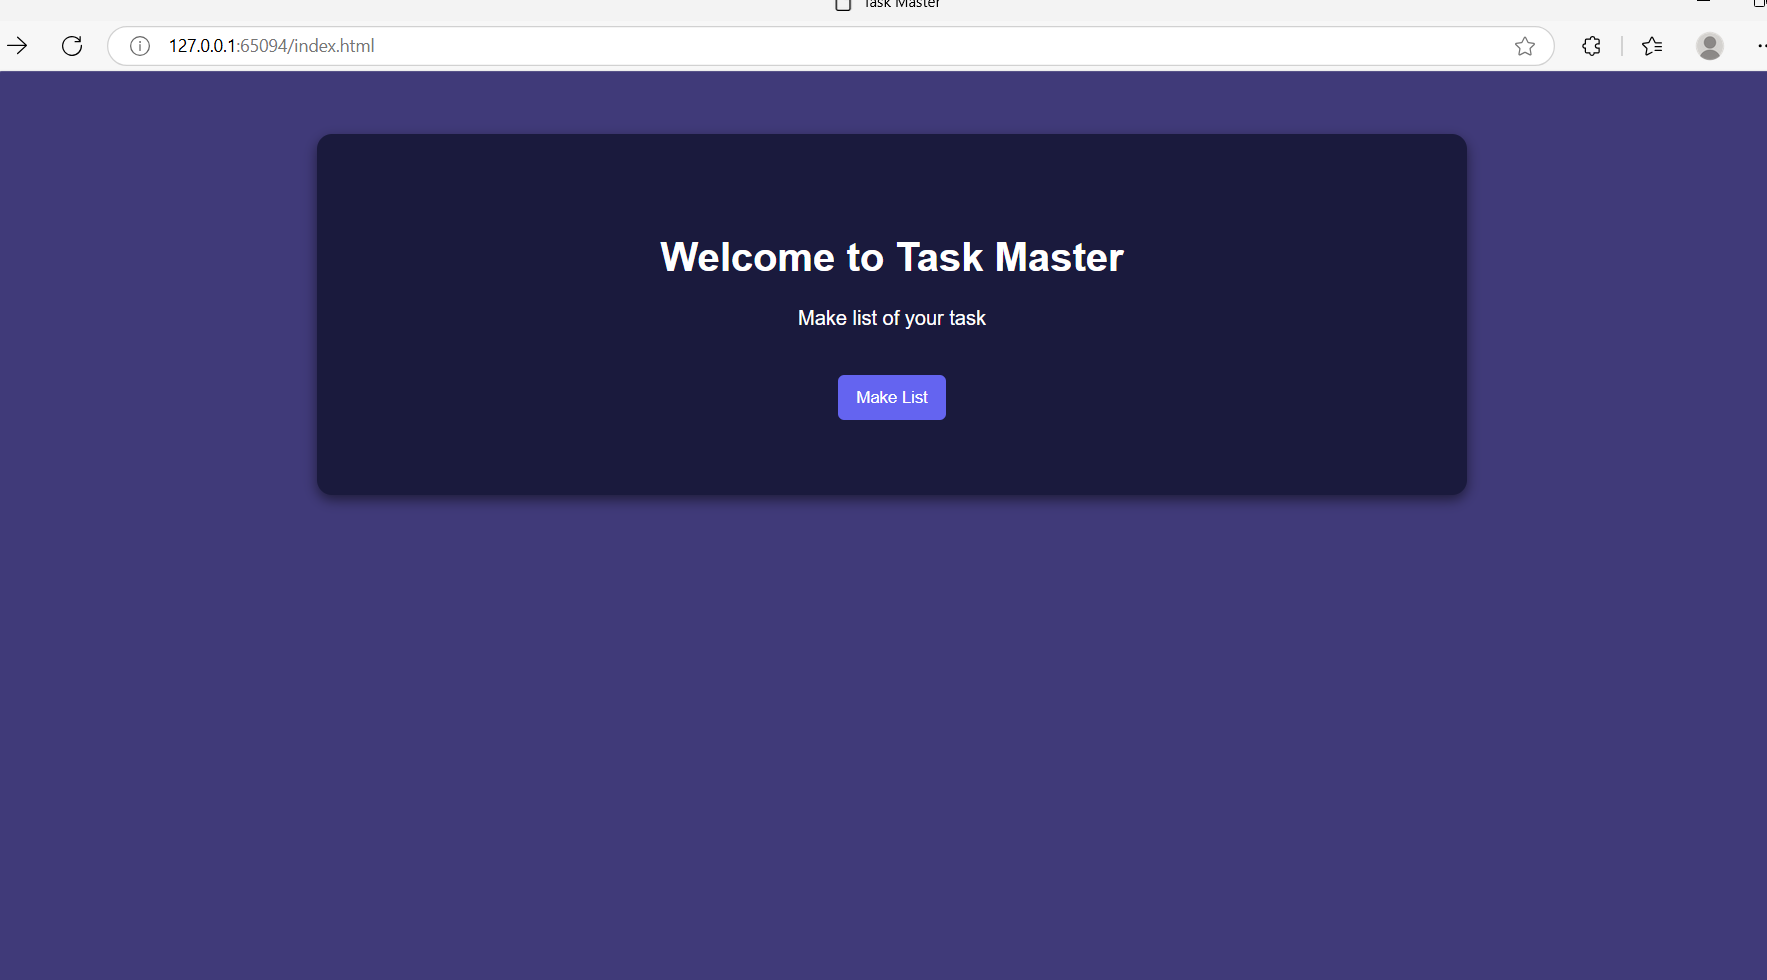 Task Master
127.0.0.1:65094/index.html
Welcome to Task Master
Make list of your task
Make List